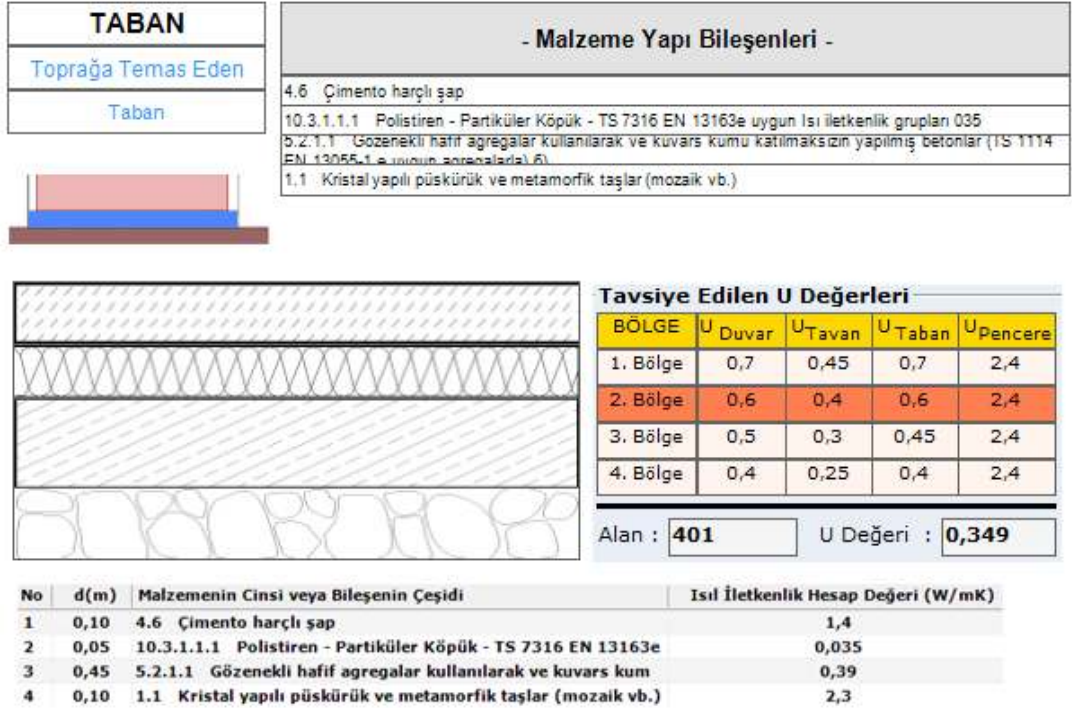 TABAN
Toprağa Temas Eden
Taban
- Malzeme Yapı Bileşenleri -
4.6 Çimento harçlı şap
10.3.1.1.1 Polistiren - Partiküler Köpük - TS 7316 EN 13163e uygun Isı iletkenlik grupları 035
5.2.1.1 Gözenekli hafif agregalar kullanılarak ve kuvars kumu katılmaksızın yapılmış betonlar (TS 1114
EN 13055-1 e uygun agregalarla) 6)
1.1 Kristal yapılı püskürük ve metamorfik taşlar (mozaik vb.)
Tavsiye Edilen U Değerleri
BÖLGE U Duvar U Tavan U Taban U Pencere
1. Bölge 0,7 0,45 0,7 2,4
2. Bölge 0,6 0,4 0,6 2,4
3. Bölge 0,5 0,3 0,45 2,4
4. Bölge 0,4 0,25 0,4 2,4
Alan : 401 U Değeri : 0,349
No d(m) Malzemenin Cinsi veya Bileşenin Çeşidi Isıl İletkenlik Hesap Değeri (W/mK)
1 0,10 4.6 Çimento harçlı şap 1,4
2 0,05 10.3.1.1.1 Polistiren - Partiküler Köpük - TS 7316 EN 13163e 0,035
3 0,45 5.2.1.1 Gözenekli hafif agregalar kullanılarak ve kuvars kum 0,39
4 0,10 1.1 Kristal yapılı püskürük ve metamorfik taşlar (mozaik vb.) 2,3